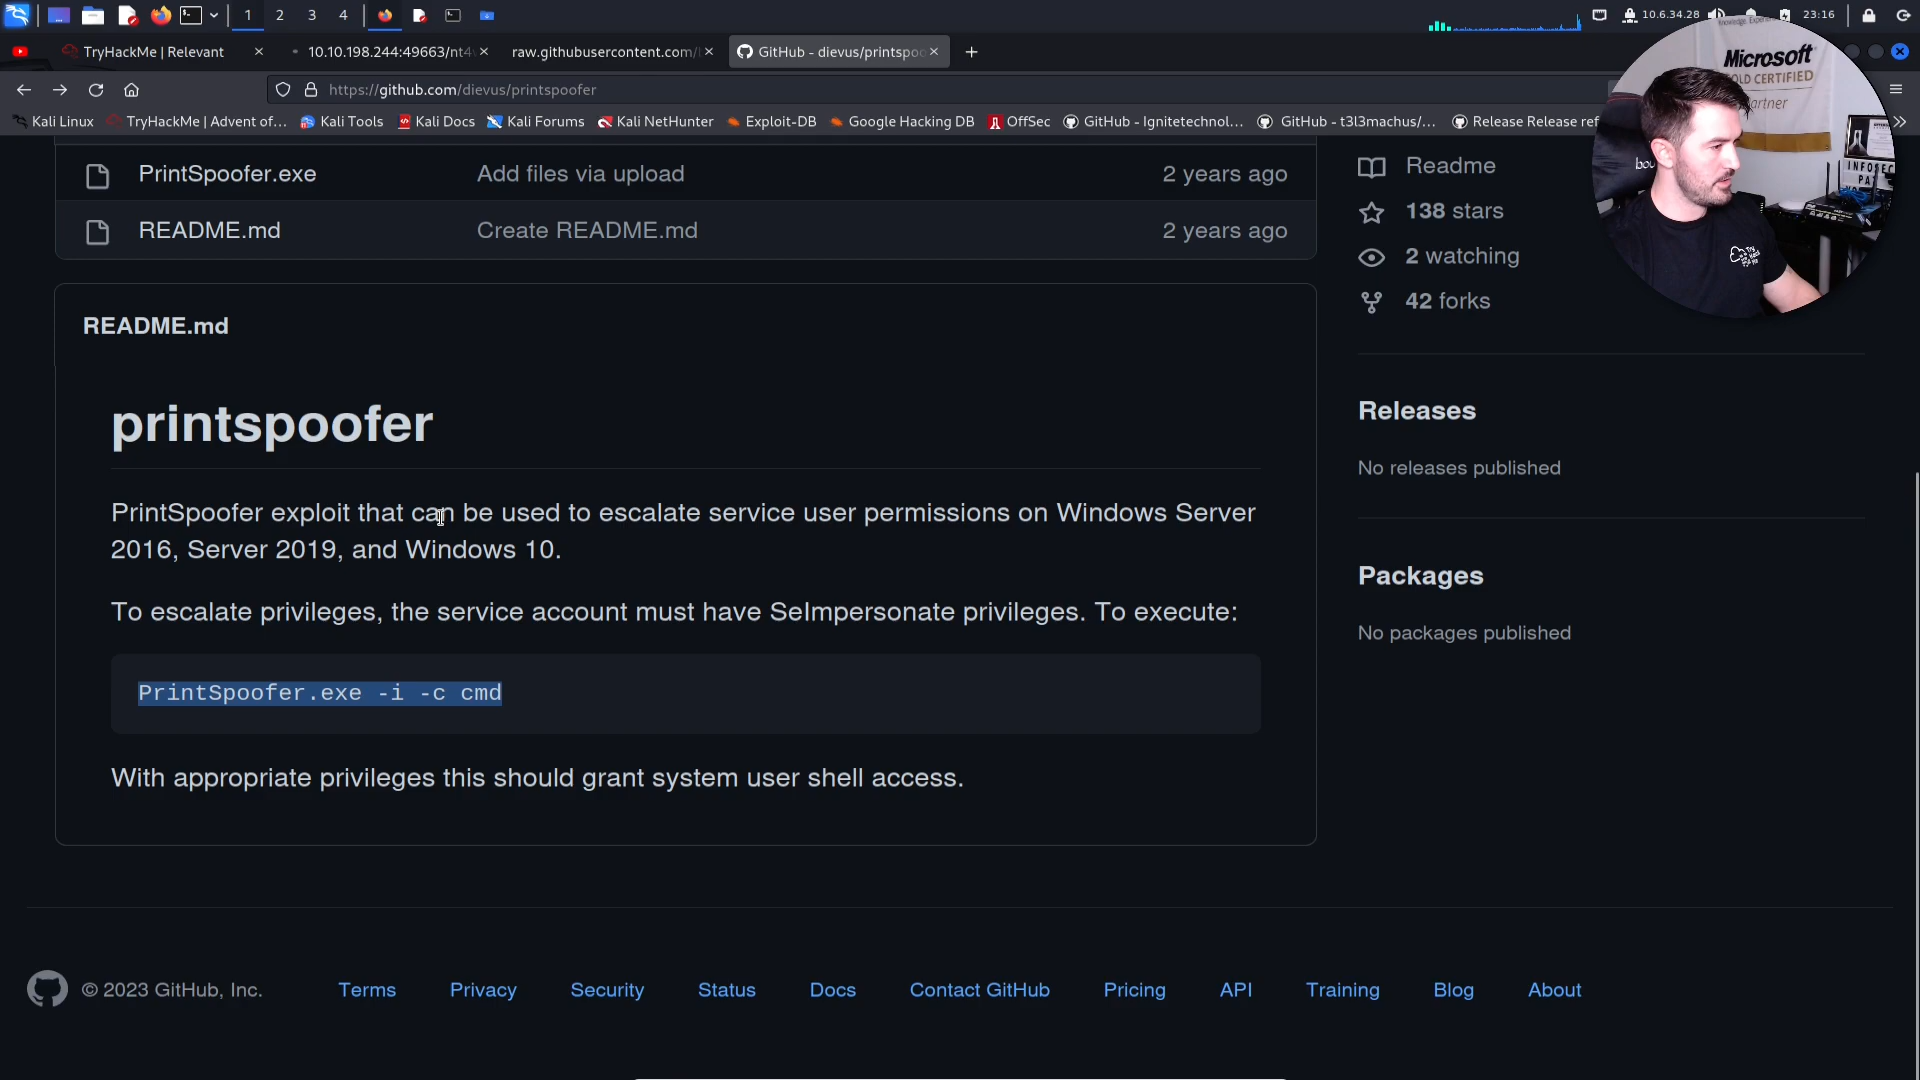 1
2
3
4
10.6.34.28
23:16
TryHackMe | Relevant
10.10.198.244:49663/nt4
raw.githubusercontent.com/
GitHub - dievus/printspoo
https://github.com/dievus/printspoofer
Kali Linux
TryHackMe | Advent of…
Kali Tools
Kali Docs
Kali Forums
Kali NetHunter
Exploit-DB
Google Hacking DB
OffSec
GitHub - Ignitetechnol…
GitHub - t3l3machus/…
Release Release ref
Microsoft
GOLD CERTIFIED
Partner
INFOSEC
PAT
PrintSpoofer.exe
Add files via upload
2 years ago
README.md
Create README.md
2 years ago
Readme
138 stars
2 watching
42 forks
README.md
printspoofer
PrintSpoofer exploit that can be used to escalate service user permissions on Windows Server
2016, Server 2019, and Windows 10.
To escalate privileges, the service account must have SeImpersonate privileges. To execute:
PrintSpoofer.exe -i -c cmd
With appropriate privileges this should grant system user shell access.
Releases
No releases published
Packages
No packages published
© 2023 GitHub, Inc.
Terms
Privacy
Security
Status
Docs
Contact GitHub
Pricing
API
Training
Blog
About